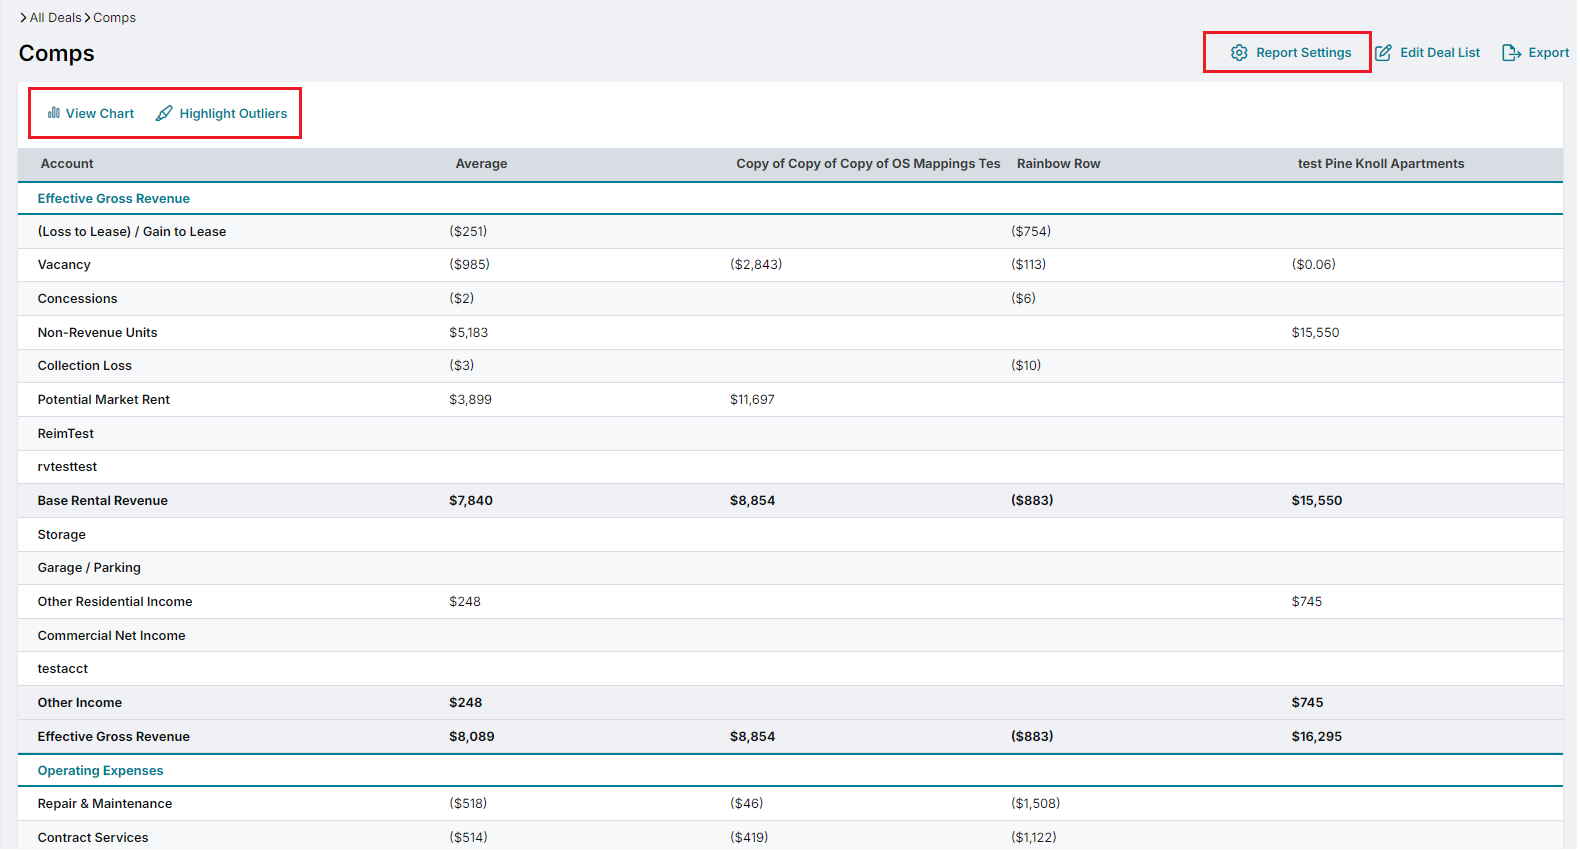 All Deals Comps
Comps
Report Settings Edit Deal List Export
View Chart Highlight Outliers
Account Average Copy of Copy of Copy of OS Mappings Tes Rainbow Row test Pine Knoll Apartments
Effective Gross Revenue
(Loss to Lease) / Gain to Lease ($251) ($754)
Vacancy ($985) ($2,843) ($113) ($0.06)
Concessions ($2) ($6)
Non-Revenue Units $5,183 $15,550
Collection Loss ($3) ($10)
Potential Market Rent $3,899 $11,697
ReimTest
rvtesttest
Base Rental Revenue $7,840 $8,854 ($883) $15,550
Storage
Garage / Parking
Other Residential Income $248 $745
Commercial Net Income
testacct
Other Income $248 $745
Effective Gross Revenue $8,089 $8,854 ($883) $16,295
Operating Expenses
Repair & Maintenance ($518) ($46) ($1,508)
Contract Services ($514) ($419) ($1,122)